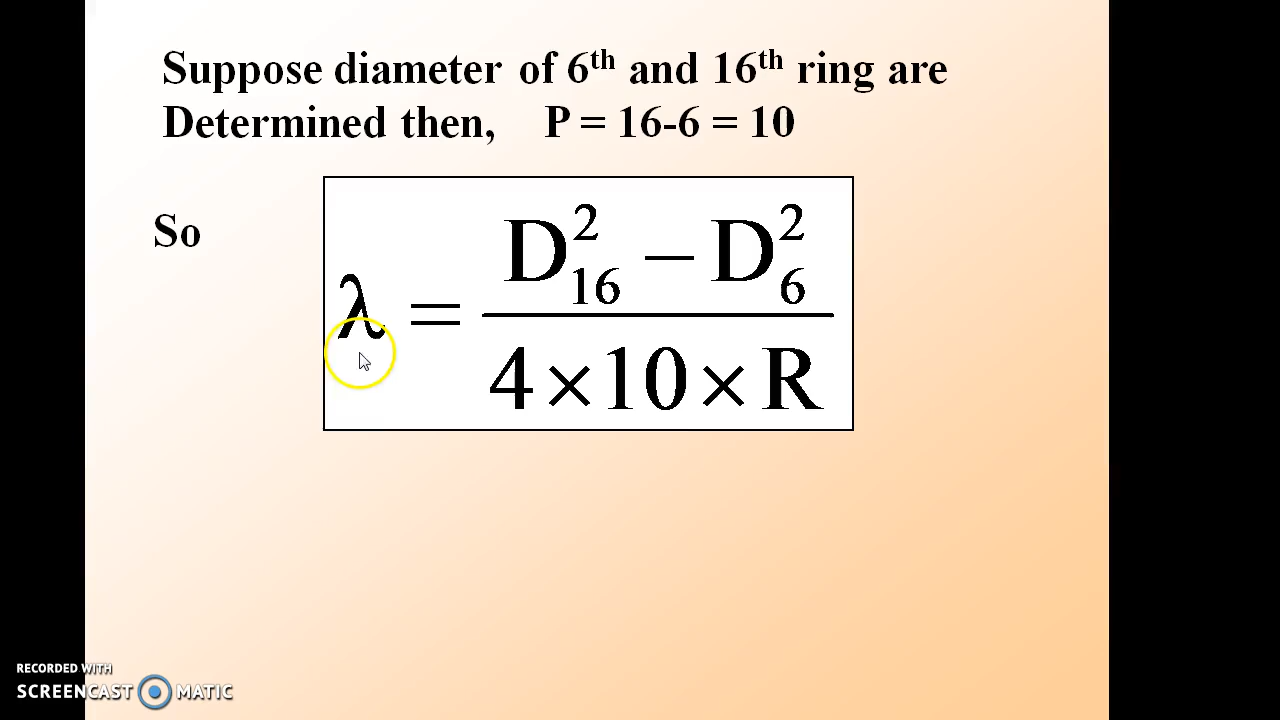 Suppose diameter of 6th and 16th ring are
Determined then, P = 16-6 = 10
So
λ = (D₁₆² − D₆²) / (4×10×R)
RECORDED WITH
SCREENCAST MATIC